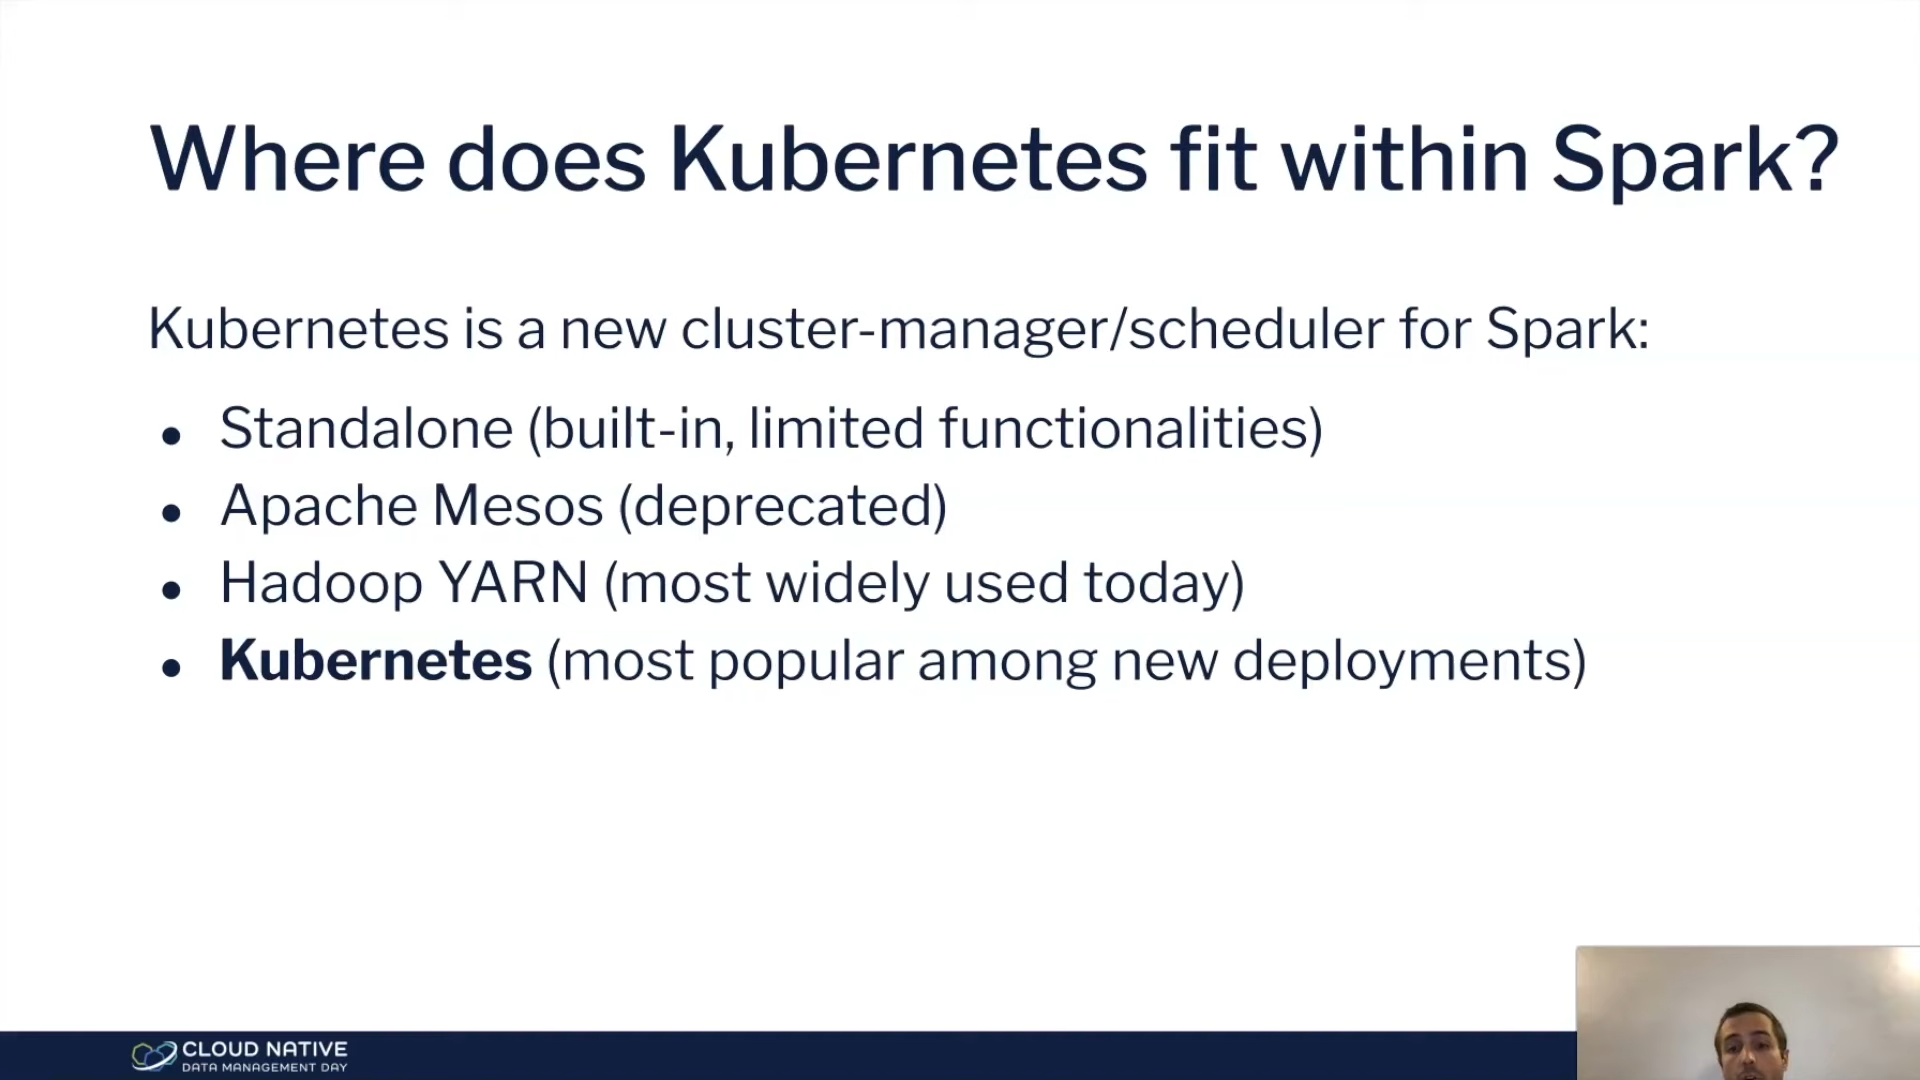 Where does Kubernetes fit within Spark?
Kubernetes is a new cluster-manager/scheduler for Spark:
• Standalone (built-in, limited functionalities)
• Apache Mesos (deprecated)
• Hadoop YARN (most widely used today)
• Kubernetes (most popular among new deployments)
CLOUD NATIVE
DATA MANAGEMENT DAY